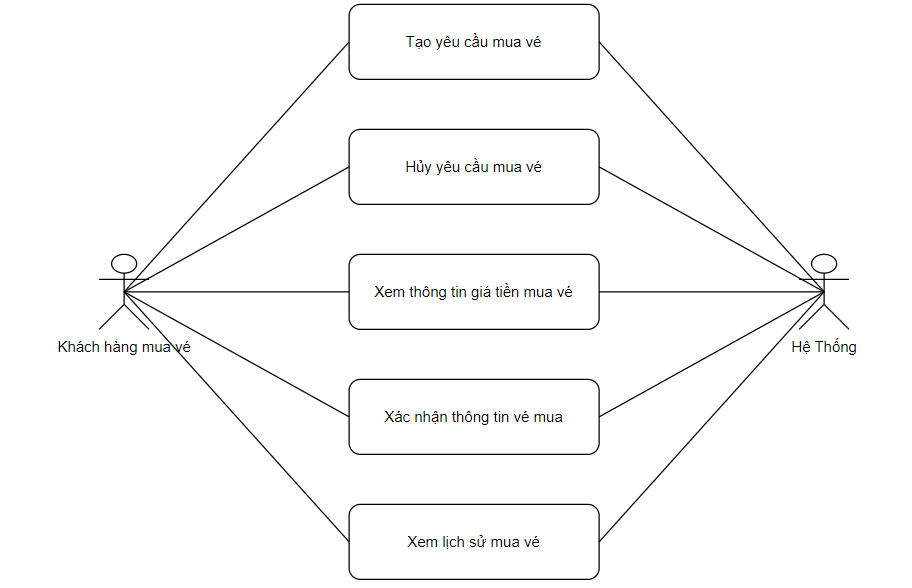 Tạo yêu cầu mua vé
Hủy yêu cầu mua vé
Xem thông tin giá tiền mua vé
Khách hàng mua vé
Hệ Thống
Xác nhận thông tin vé mua
Xem lịch sử mua vé